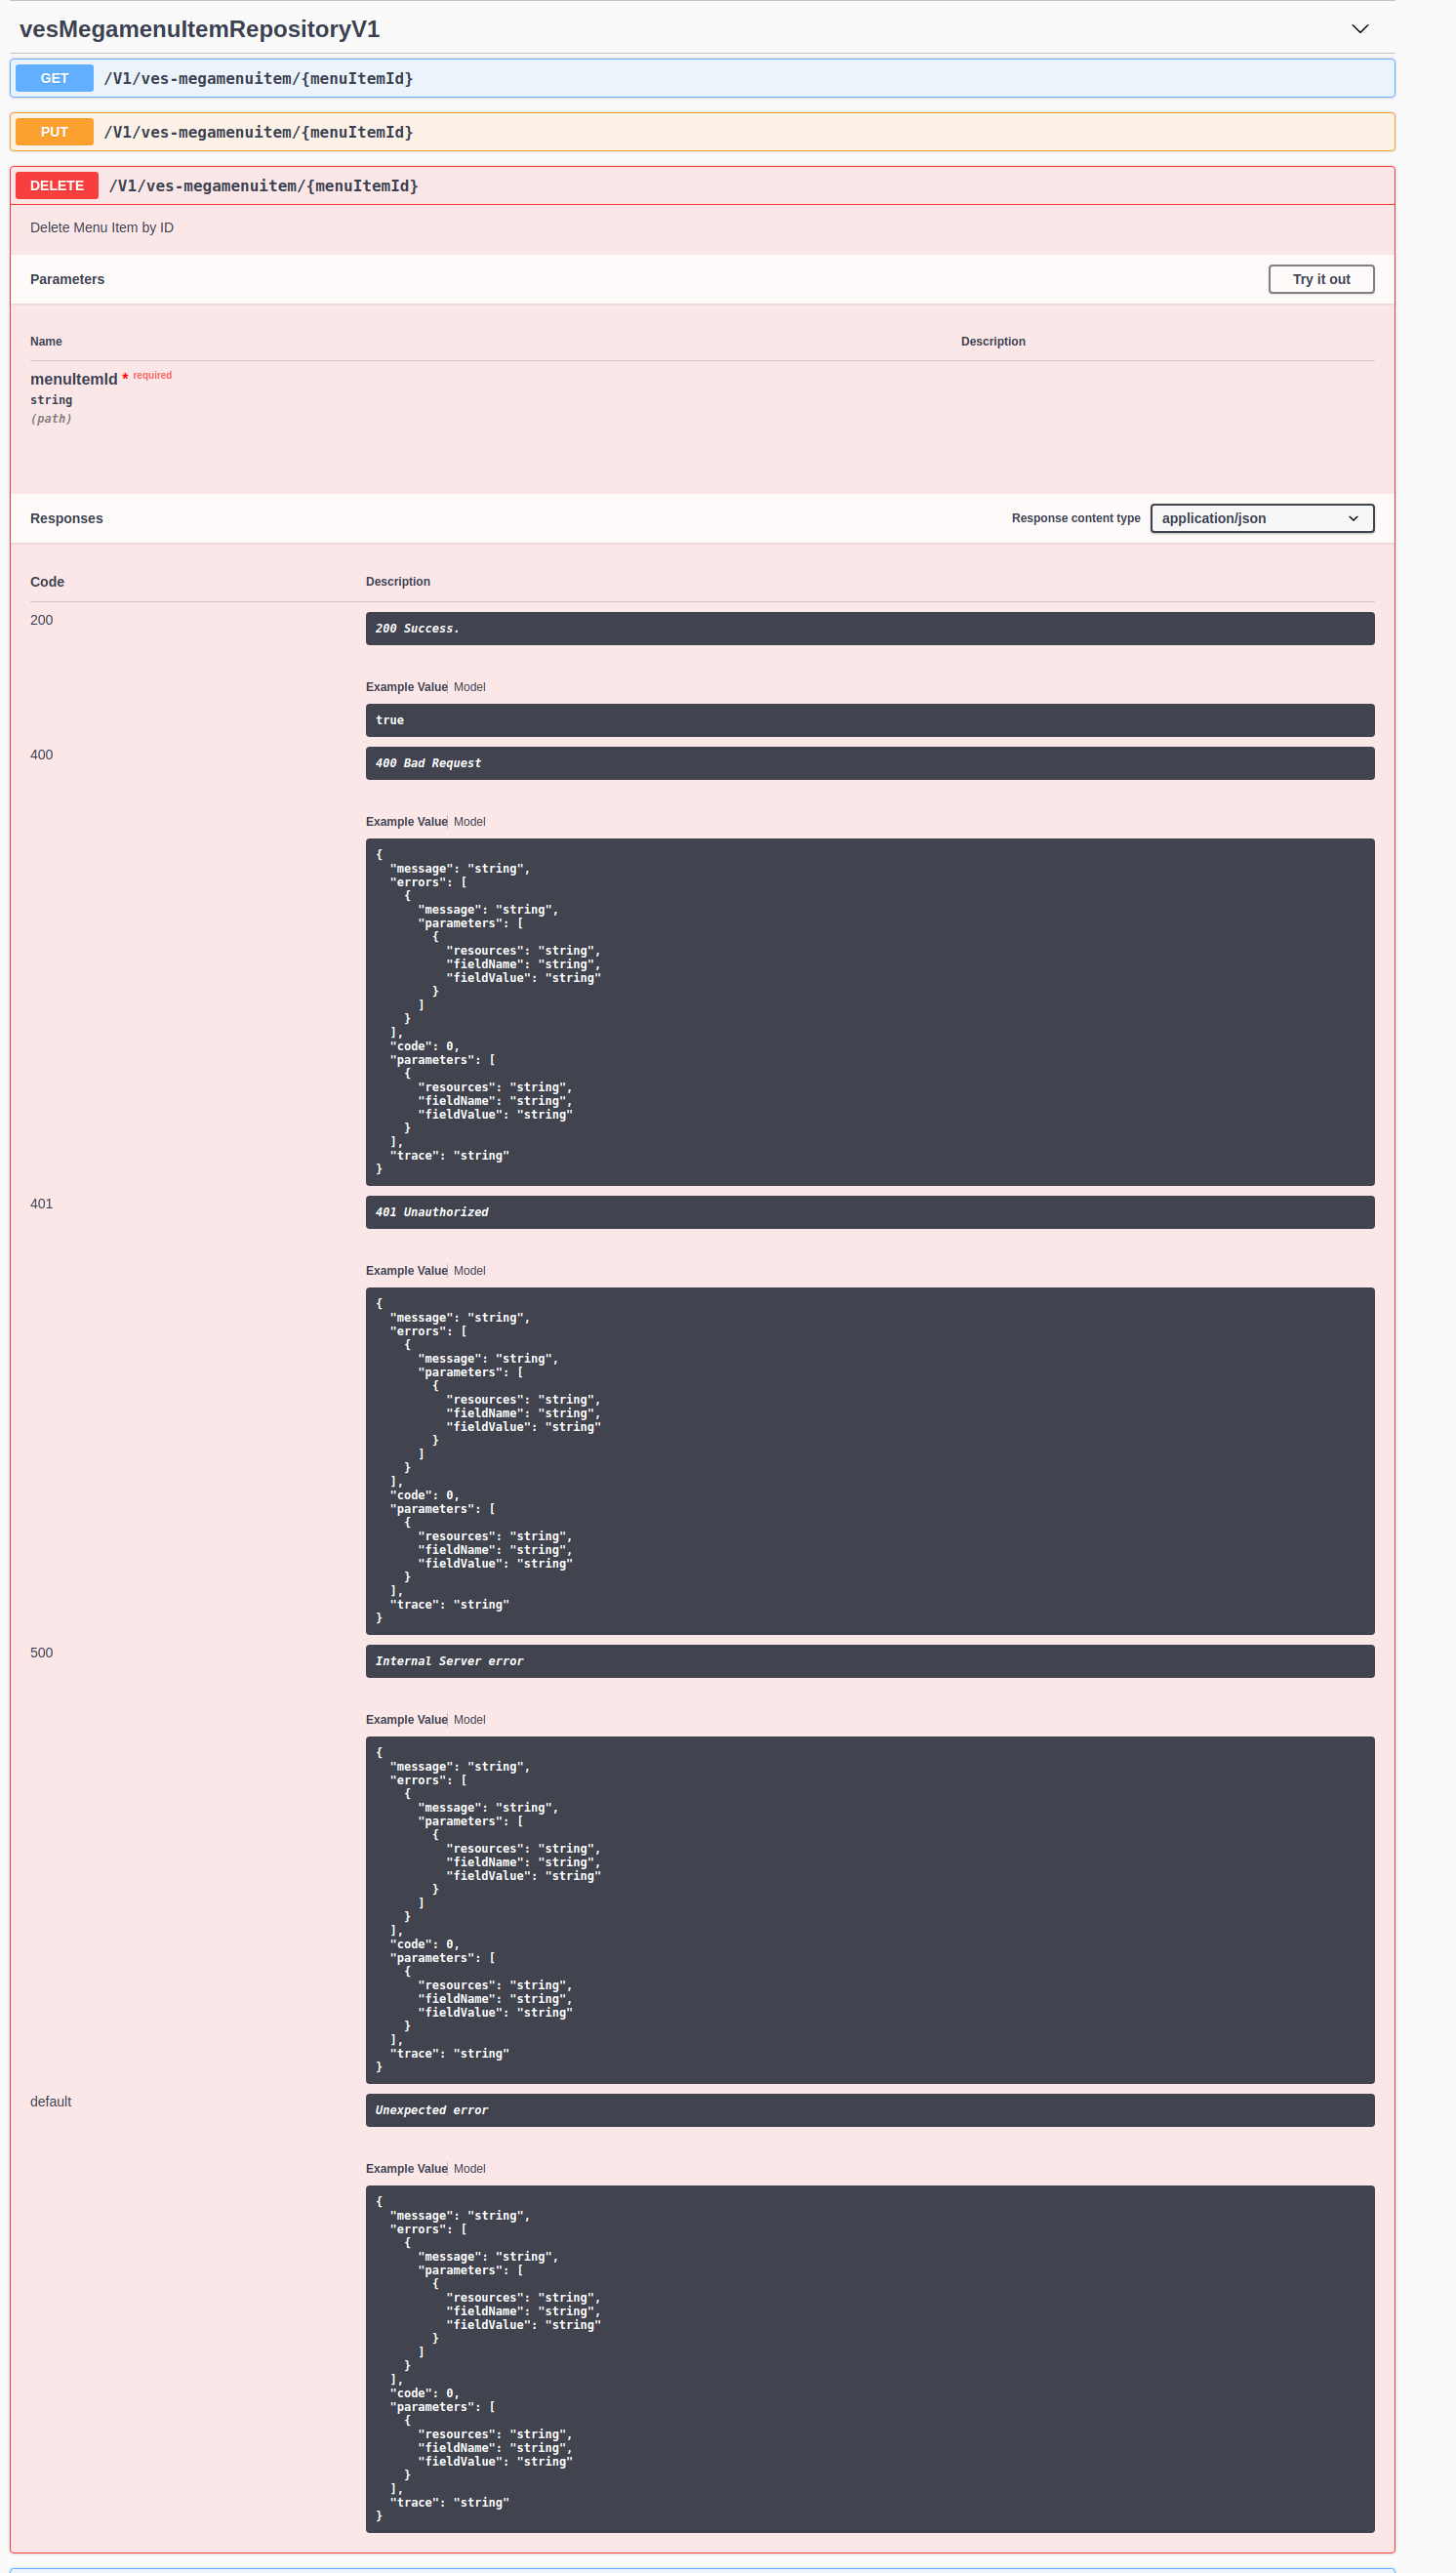 vesMegamenuItemRepositoryV1
GET /V1/ves-megamenuitem/{menuItemId}
PUT /V1/ves-megamenuitem/{menuItemId}
DELETE /V1/ves-megamenuitem/{menuItemId}
Delete Menu Item by ID
Parameters Try it out
Name Description
menuItemId * required
string
(path)
Responses Response content type application/json
Code Description
200 200 Success.
Example Value Model
true
400 400 Bad Request
Example Value Model
{
  "message": "string",
  "errors": [
    {
      "message": "string",
      "parameters": [
        {
          "resources": "string",
          "fieldName": "string",
          "fieldValue": "string"
        }
      ]
    }
  ],
  "code": 0,
  "parameters": [
    {
      "resources": "string",
      "fieldName": "string",
      "fieldValue": "string"
    }
  ],
  "trace": "string"
}
401 401 Unauthorized
Example Value Model
{
  "message": "string",
  "errors": [
    {
      "message": "string",
      "parameters": [
        {
          "resources": "string",
          "fieldName": "string",
          "fieldValue": "string"
        }
      ]
    }
  ],
  "code": 0,
  "parameters": [
    {
      "resources": "string",
      "fieldName": "string",
      "fieldValue": "string"
    }
  ],
  "trace": "string"
}
500 Internal Server error
Example Value Model
{
  "message": "string",
  "errors": [
    {
      "message": "string",
      "parameters": [
        {
          "resources": "string",
          "fieldName": "string",
          "fieldValue": "string"
        }
      ]
    }
  ],
  "code": 0,
  "parameters": [
    {
      "resources": "string",
      "fieldName": "string",
      "fieldValue": "string"
    }
  ],
  "trace": "string"
}
default Unexpected error
Example Value Model
{
  "message": "string",
  "errors": [
    {
      "message": "string",
      "parameters": [
        {
          "resources": "string",
          "fieldName": "string",
          "fieldValue": "string"
        }
      ]
    }
  ],
  "code": 0,
  "parameters": [
    {
      "resources": "string",
      "fieldName": "string",
      "fieldValue": "string"
    }
  ],
  "trace": "string"
}